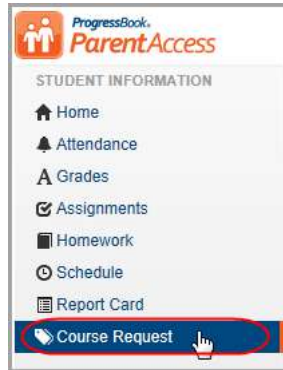 ProgressBook.
ParentAccess
STUDENT INFORMATION
Home
Attendance
Grades
Assignments
Homework
Schedule
Report Card
Course Request